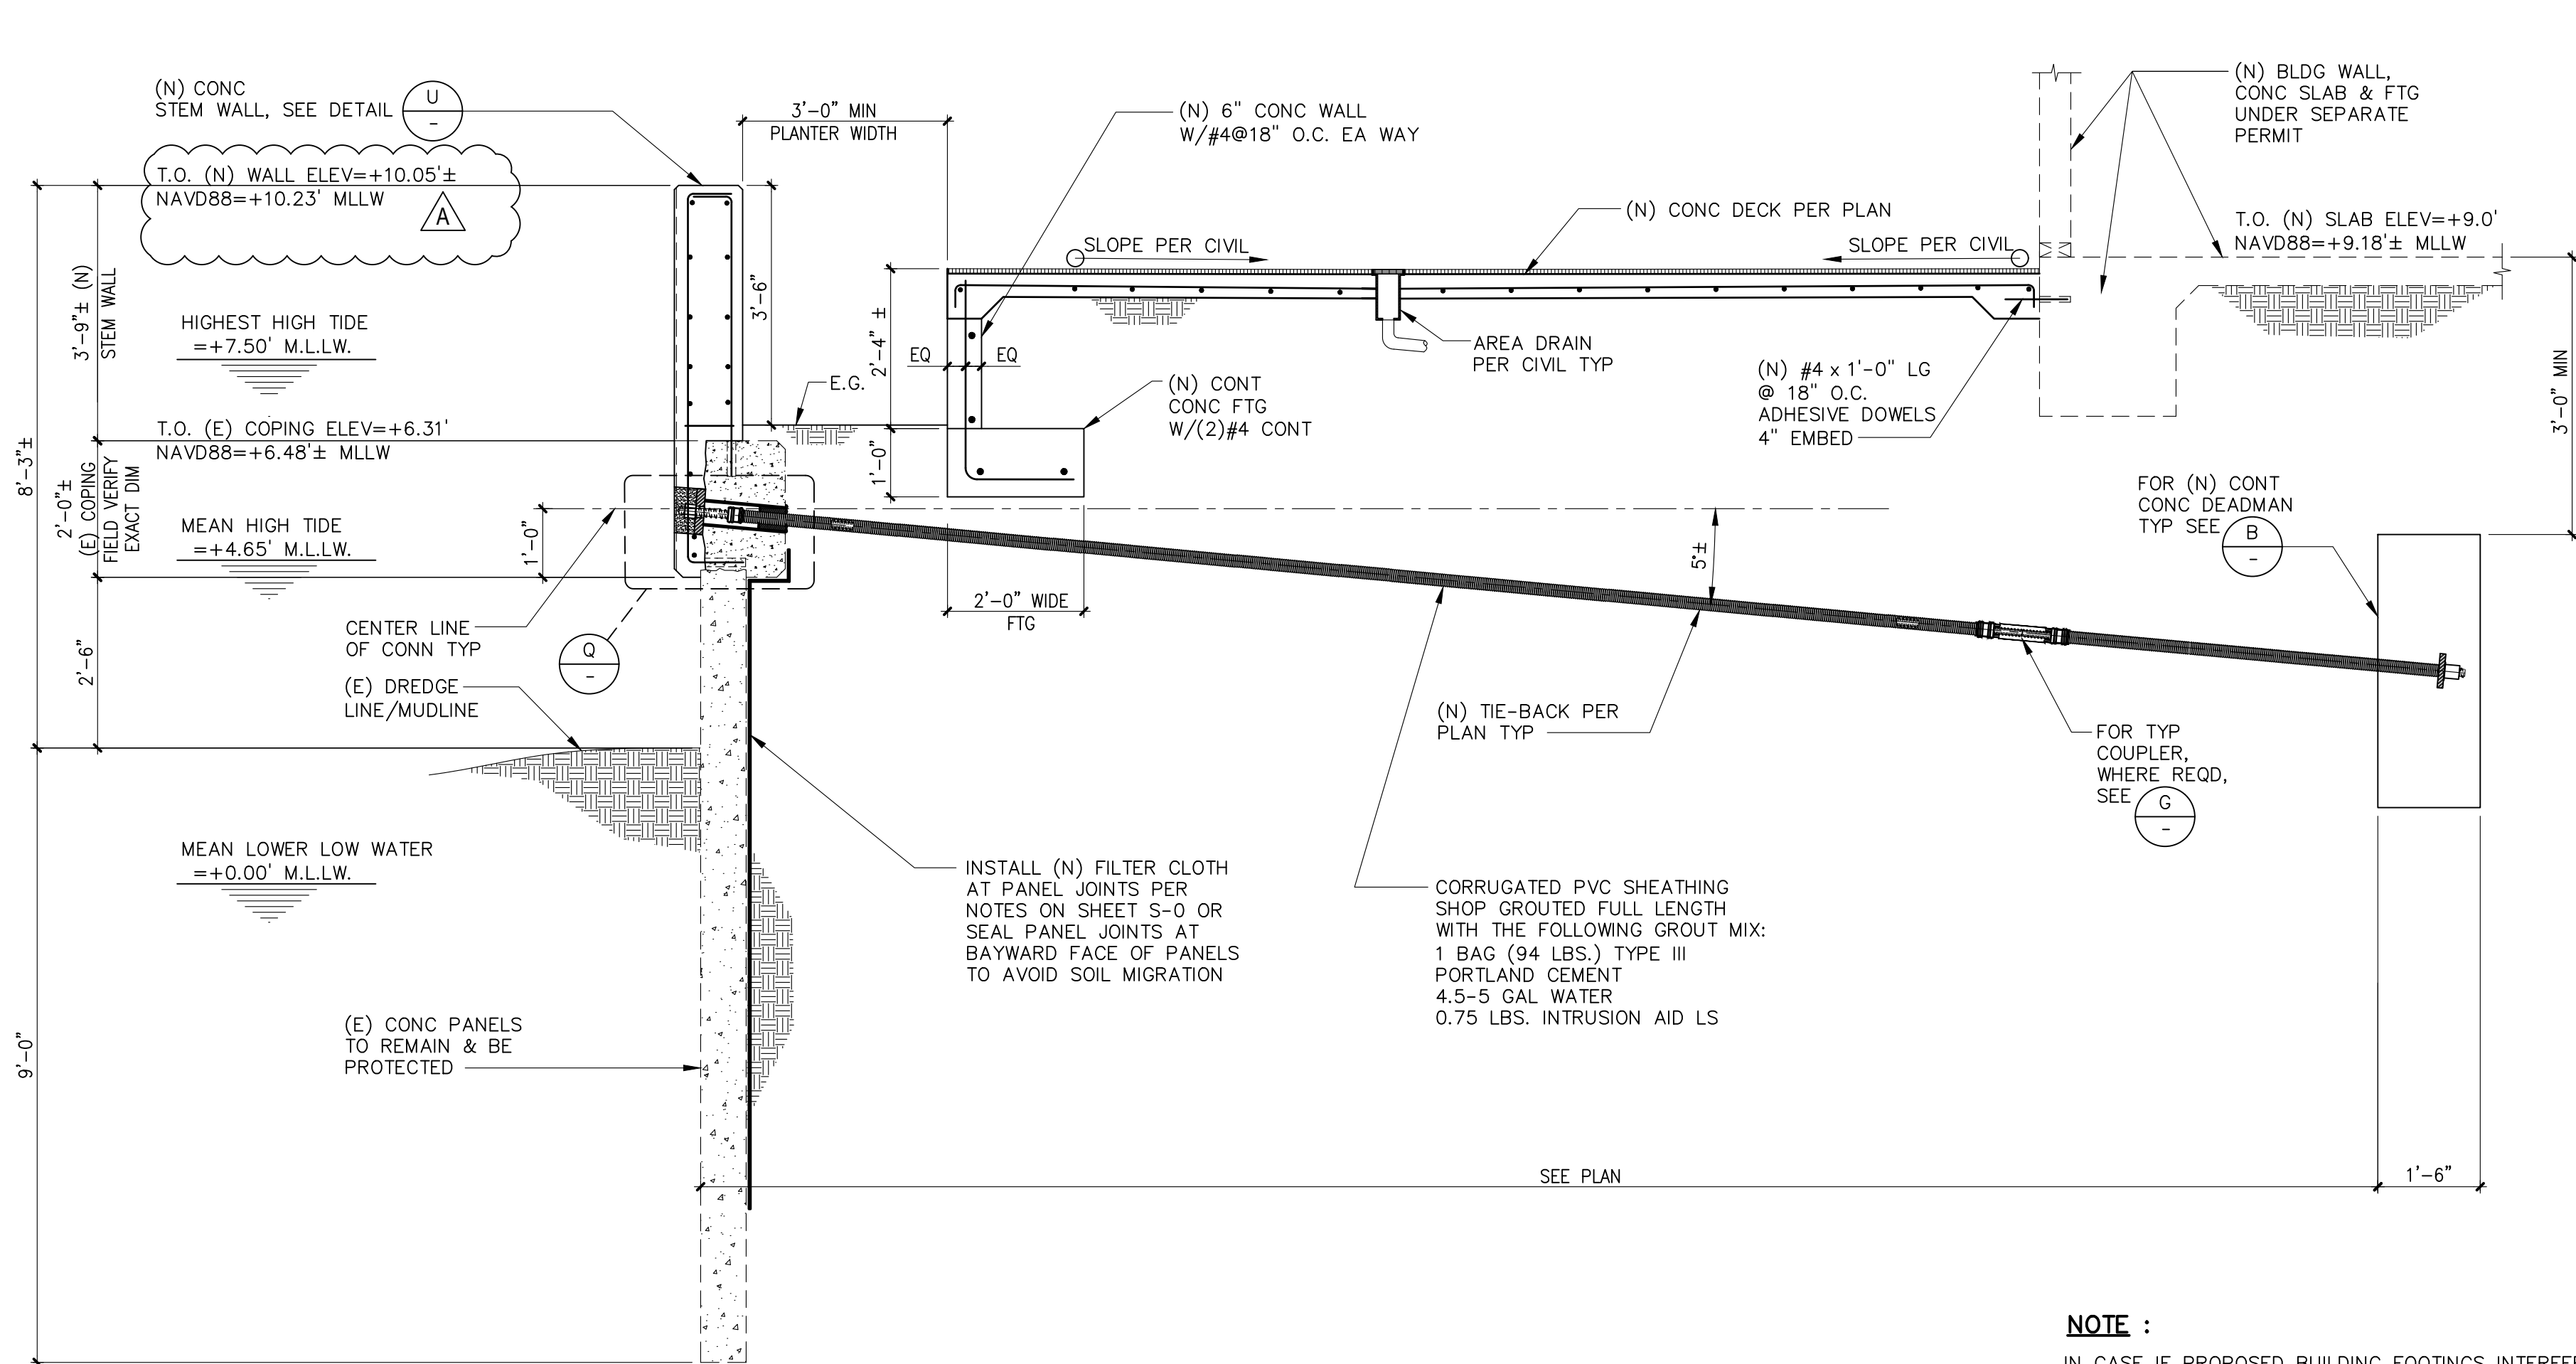 (N) CONC
STEM WALL, SEE DETAIL
U
-
T.O. (N) WALL ELEV=+10.05'±
NAVD88=+10.23' MLLW
A
3'-0" MIN
PLANTER WIDTH
(N) 6" CONC WALL
W/#4@18" O.C. EA WAY
(N) BLDG WALL,
CONC SLAB & FTG
UNDER SEPARATE
PERMIT
(N) CONC DECK PER PLAN
SLOPE PER CIVIL
SLOPE PER CIVIL
T.O. (N) SLAB ELEV=+9.0'
NAVD88=+9.18'± MLLW
3'-9"± (N)
STEM WALL
3'-6"
2'-4" ±
HIGHEST HIGH TIDE
=+7.50' M.L.LW.
EQ
EQ
AREA DRAIN
PER CIVIL TYP
E.G.
(N) CONT
CONC FTG
W/(2)#4 CONT
(N) #4 x 1'-0" LG
@ 18" O.C.
ADHESIVE DOWELS
4" EMBED
3'-0" MIN
T.O. (E) COPING ELEV=+6.31'
NAVD88=+6.48'± MLLW
8'-3"±
2'-0"±
(E) COPING
FIELD VERIFY
EXACT DIM
1'-0"
FOR (N) CONT
CONC DEADMAN
TYP SEE
B
-
MEAN HIGH TIDE
=+4.65' M.L.LW.
1'-0"
5°±
2'-0" WIDE
FTG
CENTER LINE
OF CONN TYP
Q
-
2'-6"
(E) DREDGE
LINE/MUDLINE
(N) TIE-BACK PER
PLAN TYP
FOR TYP
COUPLER,
WHERE REQD,
SEE
G
-
MEAN LOWER LOW WATER
=+0.00' M.L.LW.
INSTALL (N) FILTER CLOTH
AT PANEL JOINTS PER
NOTES ON SHEET S-0 OR
SEAL PANEL JOINTS AT
BAYWARD FACE OF PANELS
TO AVOID SOIL MIGRATION
CORRUGATED PVC SHEATHING
SHOP GROUTED FULL LENGTH
WITH THE FOLLOWING GROUT MIX:
1 BAG (94 LBS.) TYPE III
PORTLAND CEMENT
4.5-5 GAL WATER
0.75 LBS. INTRUSION AID LS
(E) CONC PANELS
TO REMAIN & BE
PROTECTED
9'-0"
SEE PLAN
1'-6"
NOTE :
IN CASE IF PROPOSED BUILDING FOOTINGS